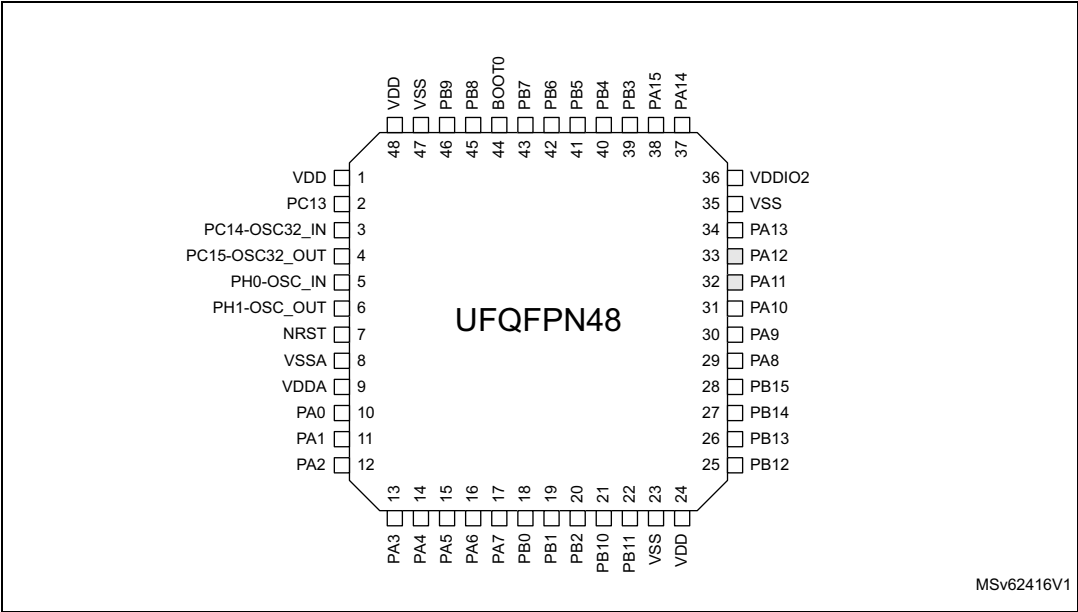 VDD
VSS
PB9
PB8
BOOT0
PB7
PB6
PB5
PB4
PB3
PA15
PA14
48
47
46
45
44
43
42
41
40
39
38
37
VDD 1
PC13 2
PC14-OSC32_IN 3
PC15-OSC32_OUT 4
PH0-OSC_IN 5
PH1-OSC_OUT 6
NRST 7
VSSA 8
VDDA 9
PA0 10
PA1 11
PA2 12
UFQFPN48
36 VDDIO2
35 VSS
34 PA13
33 PA12
32 PA11
31 PA10
30 PA9
29 PA8
28 PB15
27 PB14
26 PB13
25 PB12
13
14
15
16
17
18
19
20
21
22
23
24
PA3
PA4
PA5
PA6
PA7
PB0
PB1
PB2
PB10
PB11
VSS
VDD
MSv62416V1